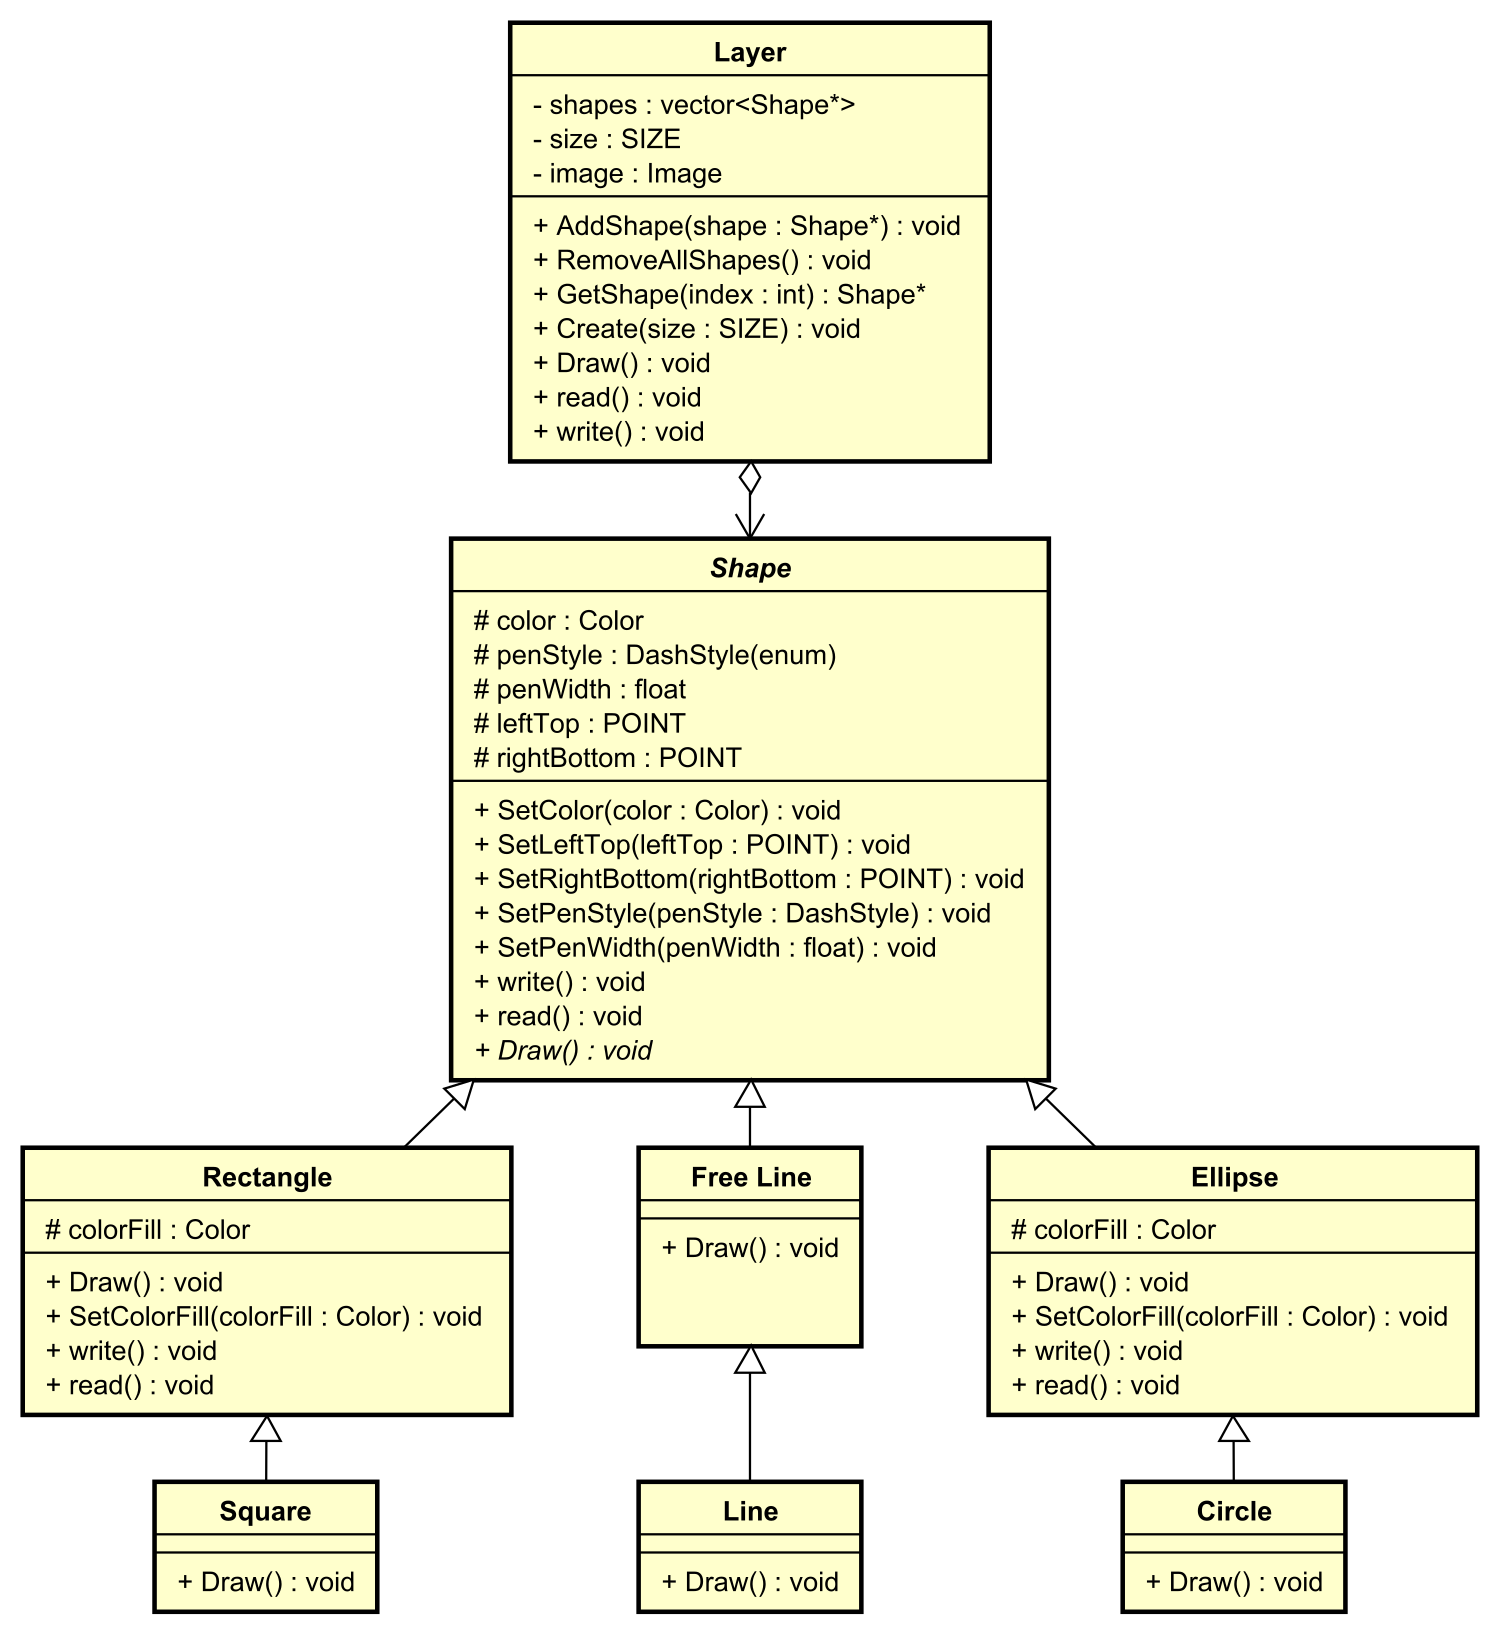 Layer
- shapes : vector<Shape*>
- size : SIZE
- image : Image
+ AddShape(shape : Shape*) : void
+ RemoveAllShapes() : void
+ GetShape(index : int) : Shape*
+ Create(size : SIZE) : void
+ Draw() : void
+ read() : void
+ write() : void
Shape
# color : Color
# penStyle : DashStyle(enum)
# penWidth : float
# leftTop : POINT
# rightBottom : POINT
+ SetColor(color : Color) : void
+ SetLeftTop(leftTop : POINT) : void
+ SetRightBottom(rightBottom : POINT) : void
+ SetPenStyle(penStyle : DashStyle) : void
+ SetPenWidth(penWidth : float) : void
+ write() : void
+ read() : void
+ Draw() : void
Rectangle
# colorFill : Color
+ Draw() : void
+ SetColorFill(colorFill : Color) : void
+ write() : void
+ read() : void
Free Line
+ Draw() : void
Ellipse
# colorFill : Color
+ Draw() : void
+ SetColorFill(colorFill : Color) : void
+ write() : void
+ read() : void
Square
+ Draw() : void
Line
+ Draw() : void
Circle
+ Draw() : void